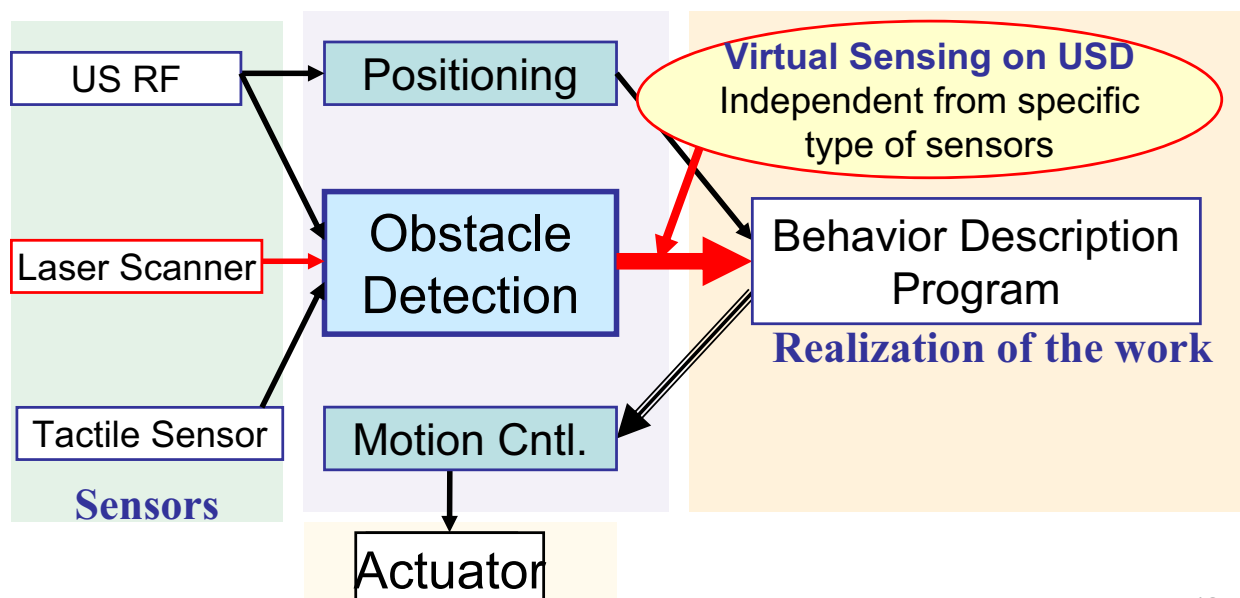 US RF
Positioning
Virtual Sensing on USD
Independent from specific
type of sensors
Laser Scanner
Obstacle
Detection
Behavior Description
Program
Realization of the work
Tactile Sensor
Motion Cntl.
Sensors
Actuator